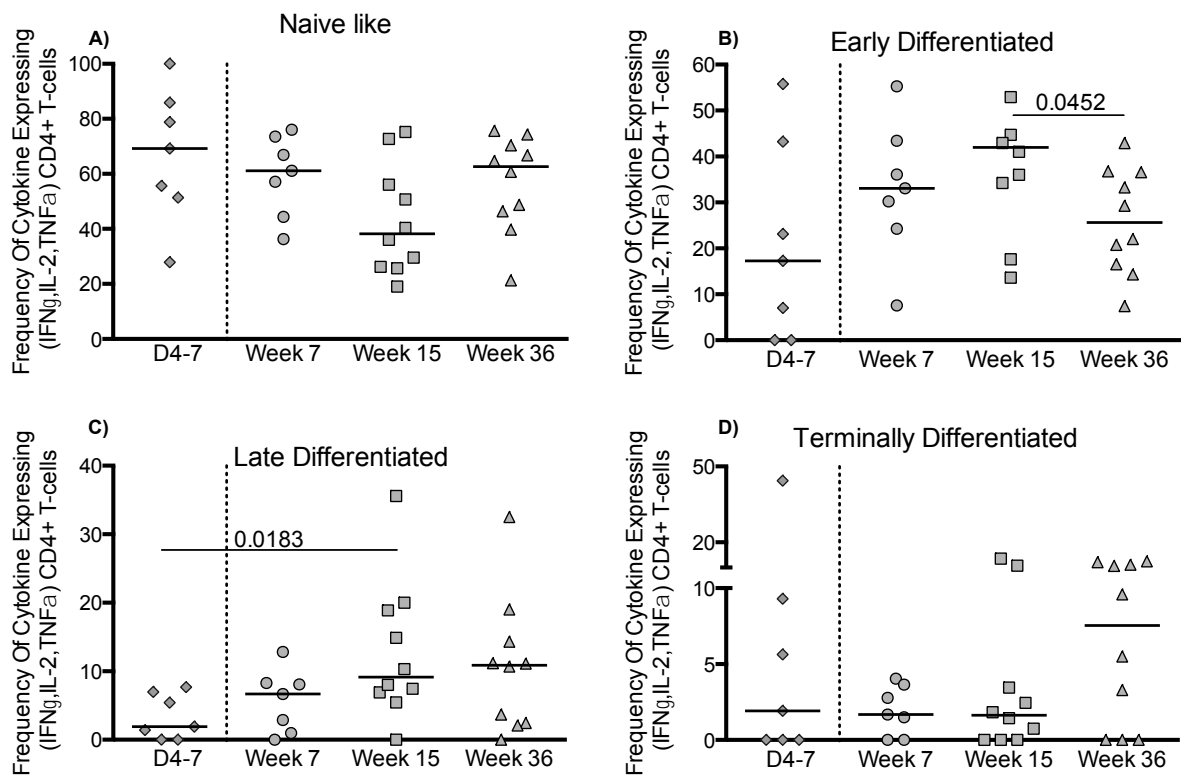 A)
Naive like
Frequency Of Cytokine Expressing
(IFNg,IL-2,TNFa) CD4+ T-cells
100
80
60
40
20
0
D4-7 Week 7 Week 15 Week 36
B)
Early Differentiated
Frequency Of Cytokine Expressing
(IFNg,IL-2,TNFa) CD4+ T-cells
60
50
40
30
20
10
0
0.0452
D4-7 Week 7 Week 15 Week 36
C)
Late Differentiated
Frequency Of Cytokine Expressing
(IFNg,IL-2,TNFa) CD4+ T-cells
40
30
20
10
0
0.0183
D4-7 Week 7 Week 15 Week 36
D)
Terminally Differentiated
Frequency Of Cytokine Expressing
(IFNg,IL-2,TNFa) CD4+ T-cells
50
20
10
5
0
D4-7 Week 7 Week 15 Week 36